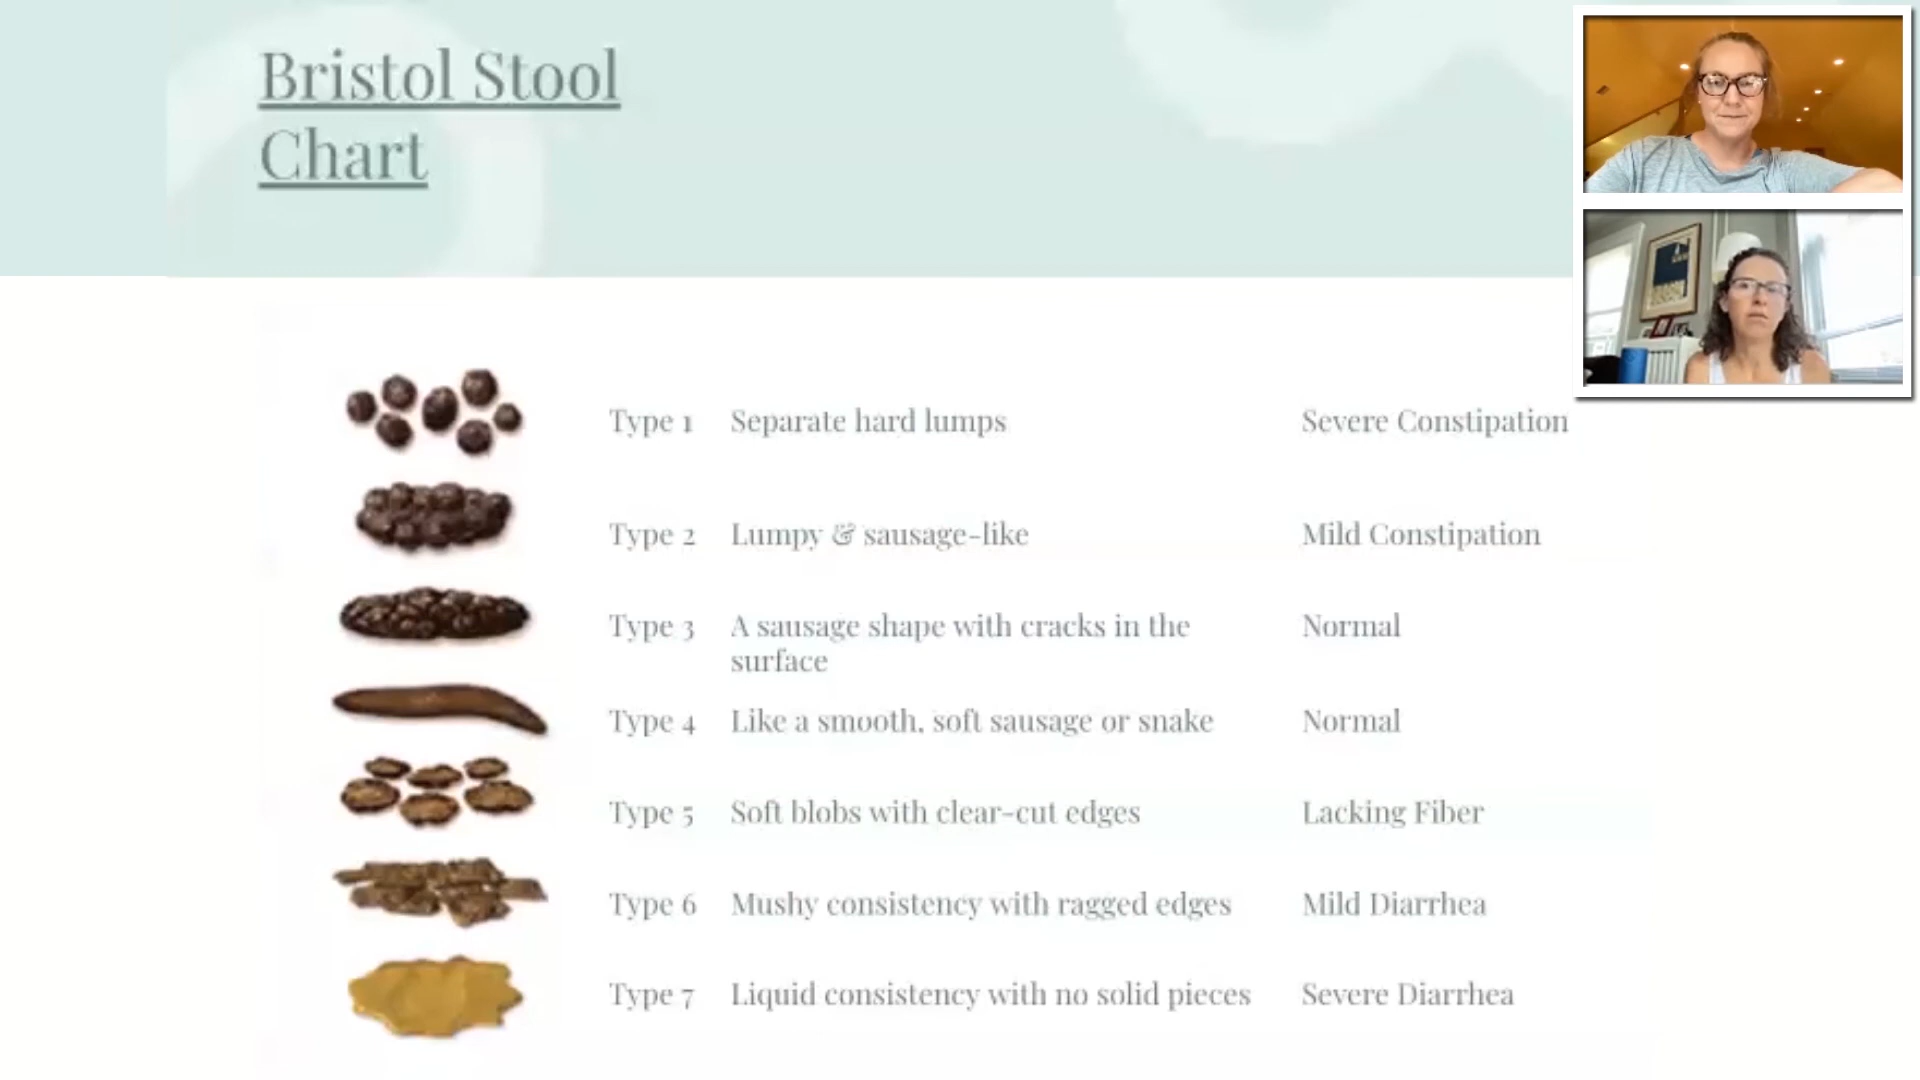 Bristol Stool
Chart
Type 1 Separate hard lumps Severe Constipation
Type 2 Lumpy & sausage-like Mild Constipation
Type 3 A sausage shape with cracks in the Normal
surface
Type 4 Like a smooth, soft sausage or snake Normal
Type 5 Soft blobs with clear-cut edges Lacking Fiber
Type 6 Mushy consistency with ragged edges Mild Diarrhea
Type 7 Liquid consistency with no solid pieces Severe Diarrhea